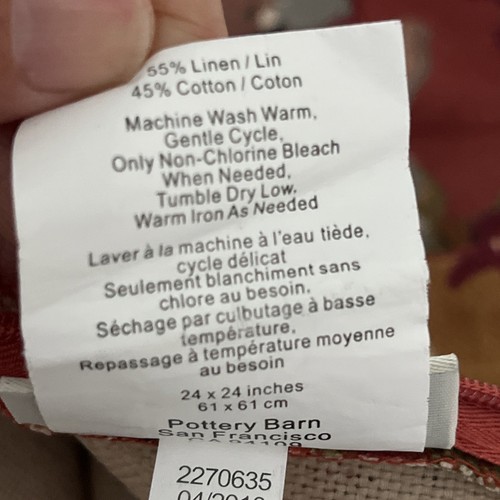 55% Linen / Lin
45% Cotton / Coton
Machine Wash Warm,
Gentle Cycle,
Only Non-Chlorine Bleach
When Needed,
Tumble Dry Low.
Warm Iron As Needed
Laver à la machine à l'eau tiède,
cycle délicat
Seulement blanchiment sans
chlore au besoin.
Séchage par culbutage à basse
température.
Repassage à température moyenne
au besoin
24 x 24 inches
61 x 61 cm
Pottery Barn
San Francisco
CA 94109
2270635